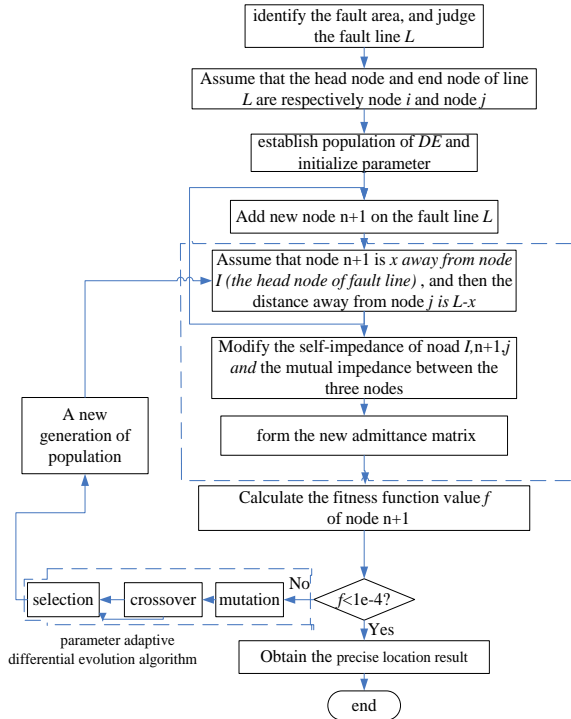 identify the fault area, and judge
the fault line L
Assume that the head node and end node of line
L are respectively node i and node j
establish population of DE and
initialize parameter
Add new node n+1 on the fault line L
Assume that node n+1 is x away from node
I (the head node of fault line) , and then the
distance away from node j is L-x
Modify the self-impedance of noad I,n+1,j
and the mutual impedance between the
three nodes
A new
generation of
population
form the new admittance matrix
Calculate the fitness function value f
of node n+1
selection
crossover
mutation
No
f<1e-4?
parameter adaptive
differential evolution algorithm
Yes
Obtain the precise location result
end